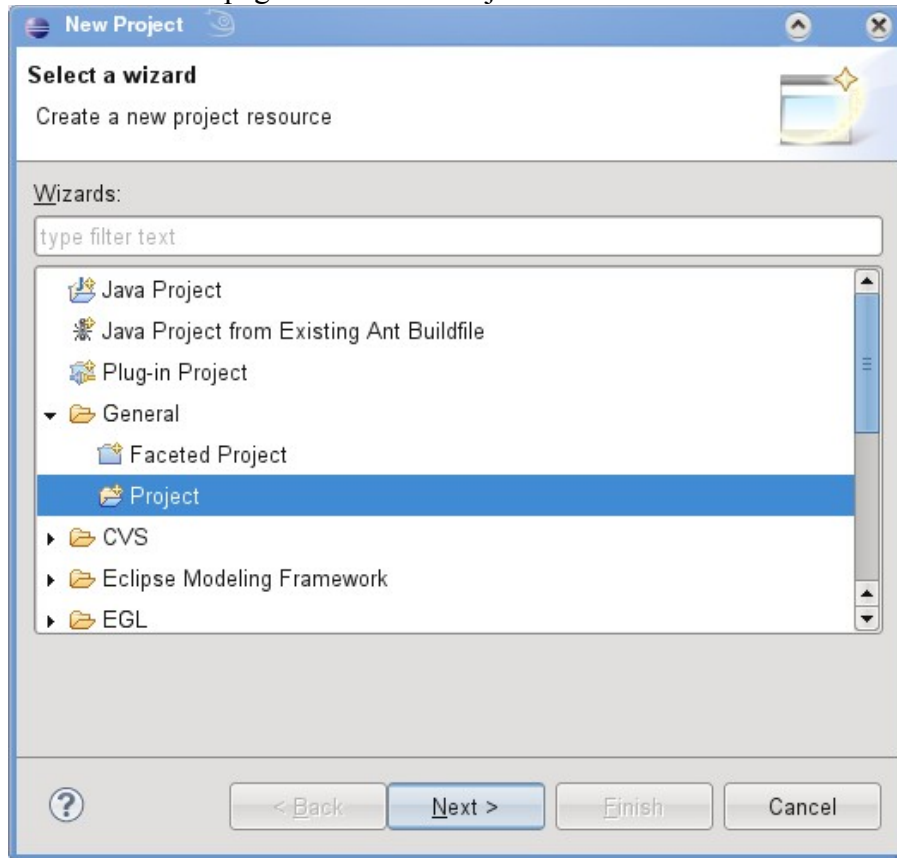 New Project
Select a wizard
Create a new project resource
Wizards:
type filter text
Java Project
Java Project from Existing Ant Buildfile
Plug-in Project
General
Faceted Project
Project
CVS
Eclipse Modeling Framework
EGL
? < Back Next > Finish Cancel